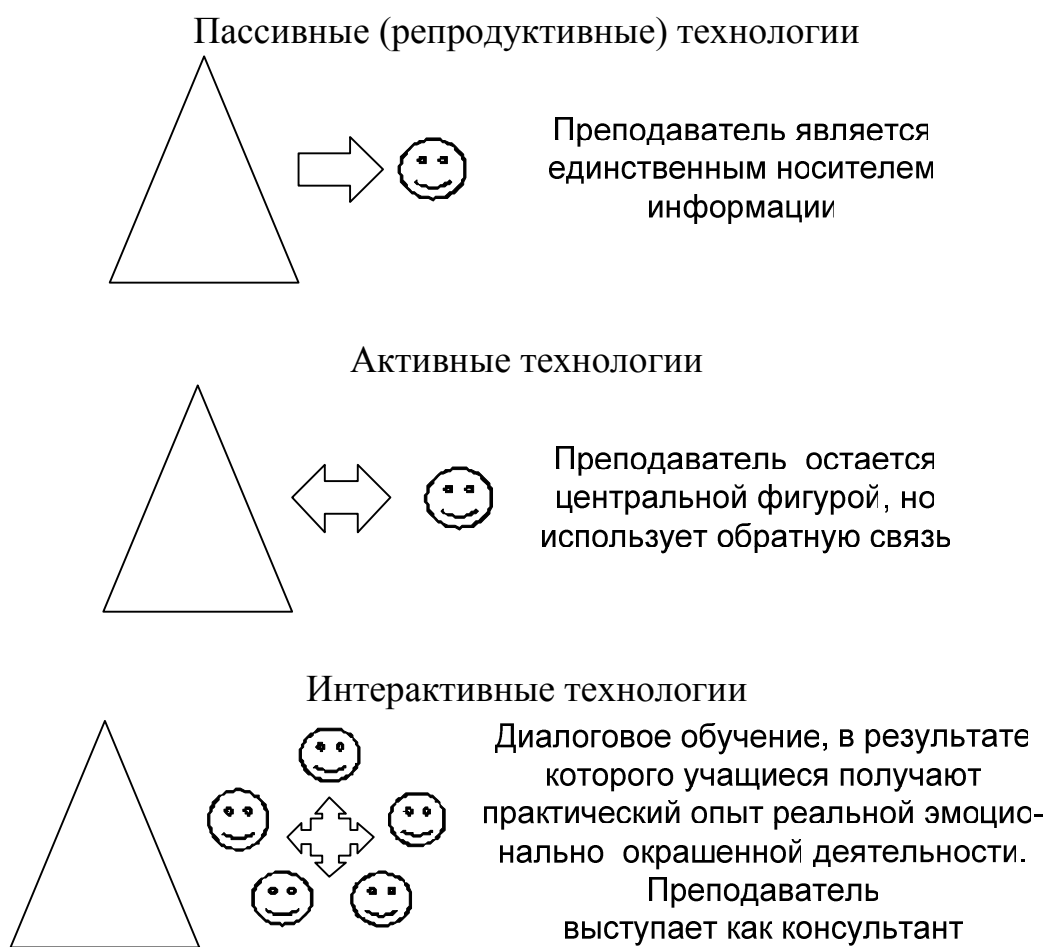 Пассивные (репродуктивные) технологии
Преподаватель является
единственным носителем
информации
Активные технологии
Преподаватель остается
центральной фигурой, но
использует обратную связь
Интерактивные технологии
Диалоговое обучение, в результате
которого учащиеся получают
практический опыт реальной эмоцио-
нально окрашенной деятельности.
Преподаватель
выступает как консультант